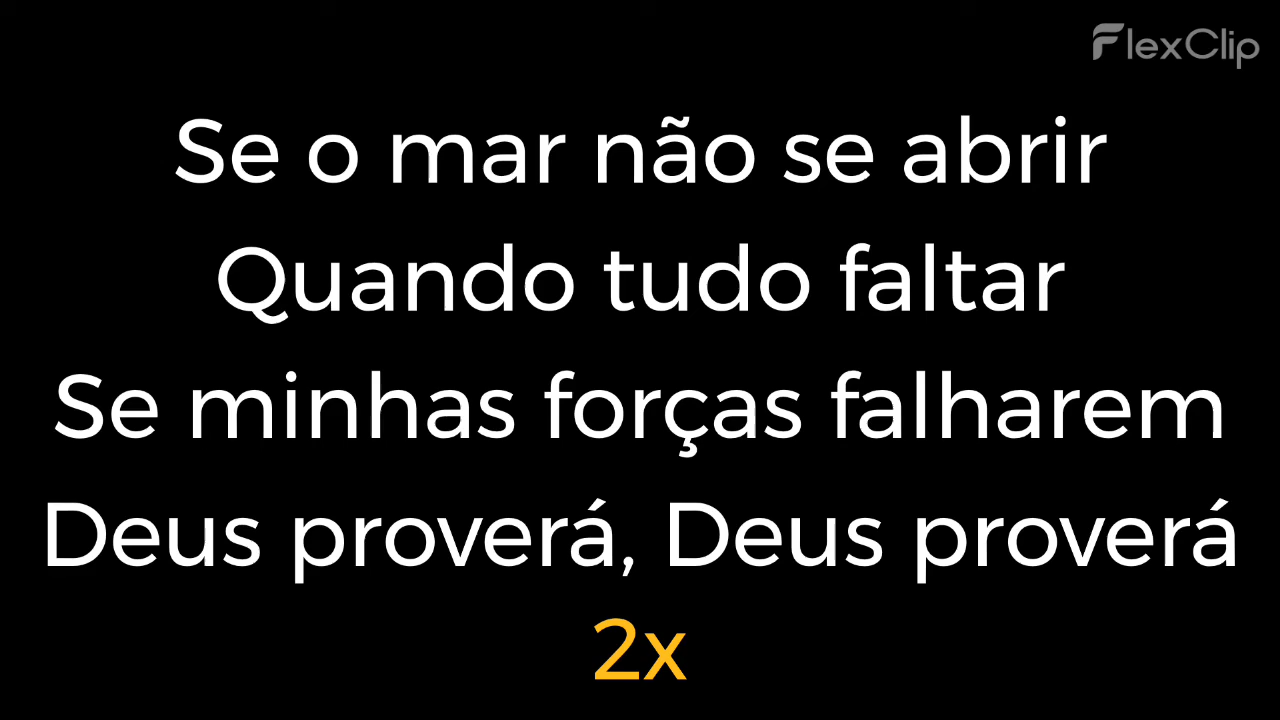 FlexClip
Se o mar não se abrir
Quando tudo faltar
Se minhas forças falharem
Deus proverá, Deus proverá
2x